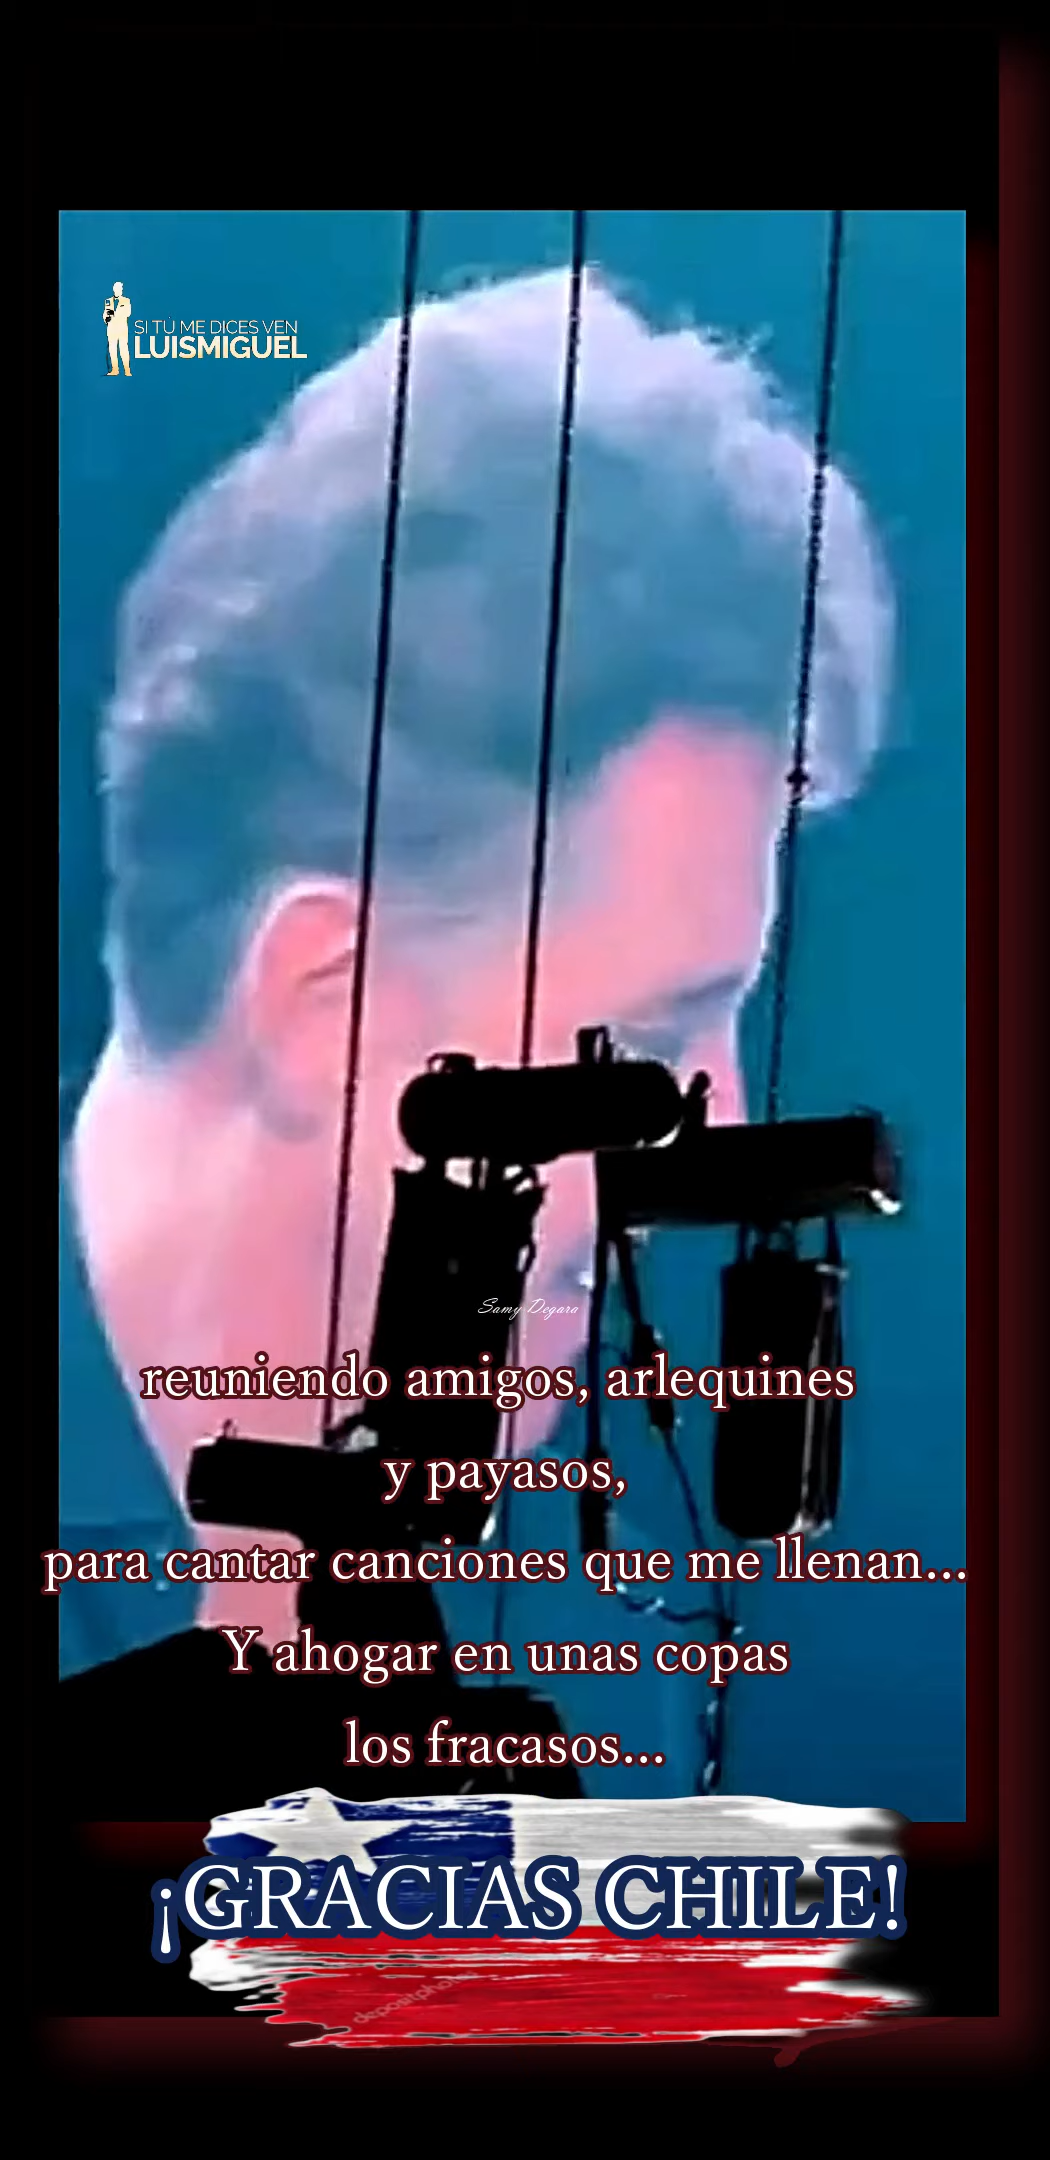 SI TÚ ME DICES VEN
LUISMIGUEL
Samy Degara
reuniendo amigos, arlequines
y payasos,
para cantar canciones que me llenan...
Y ahogar en unas copas
los fracasos...
¡GRACIAS CHILE!
depositphotos